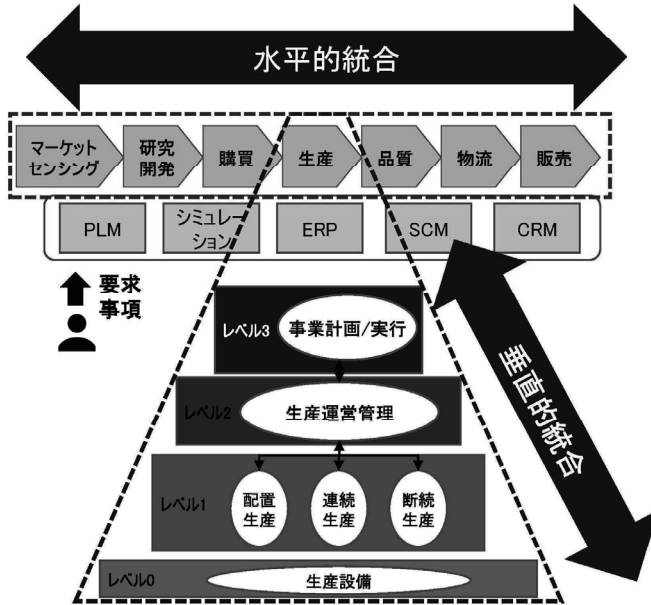 水平的統合
マーケット
センシング
研究
開発
購買
生産
品質
物流
販売
PLM
シミュレー
ション
ERP
SCM
CRM
要求
事項
レベル3
事業計画/実行
垂直的統合
レベル2
生産運営管理
レベル1
配置
生産
連続
生産
断続
生産
レベル0
生産設備